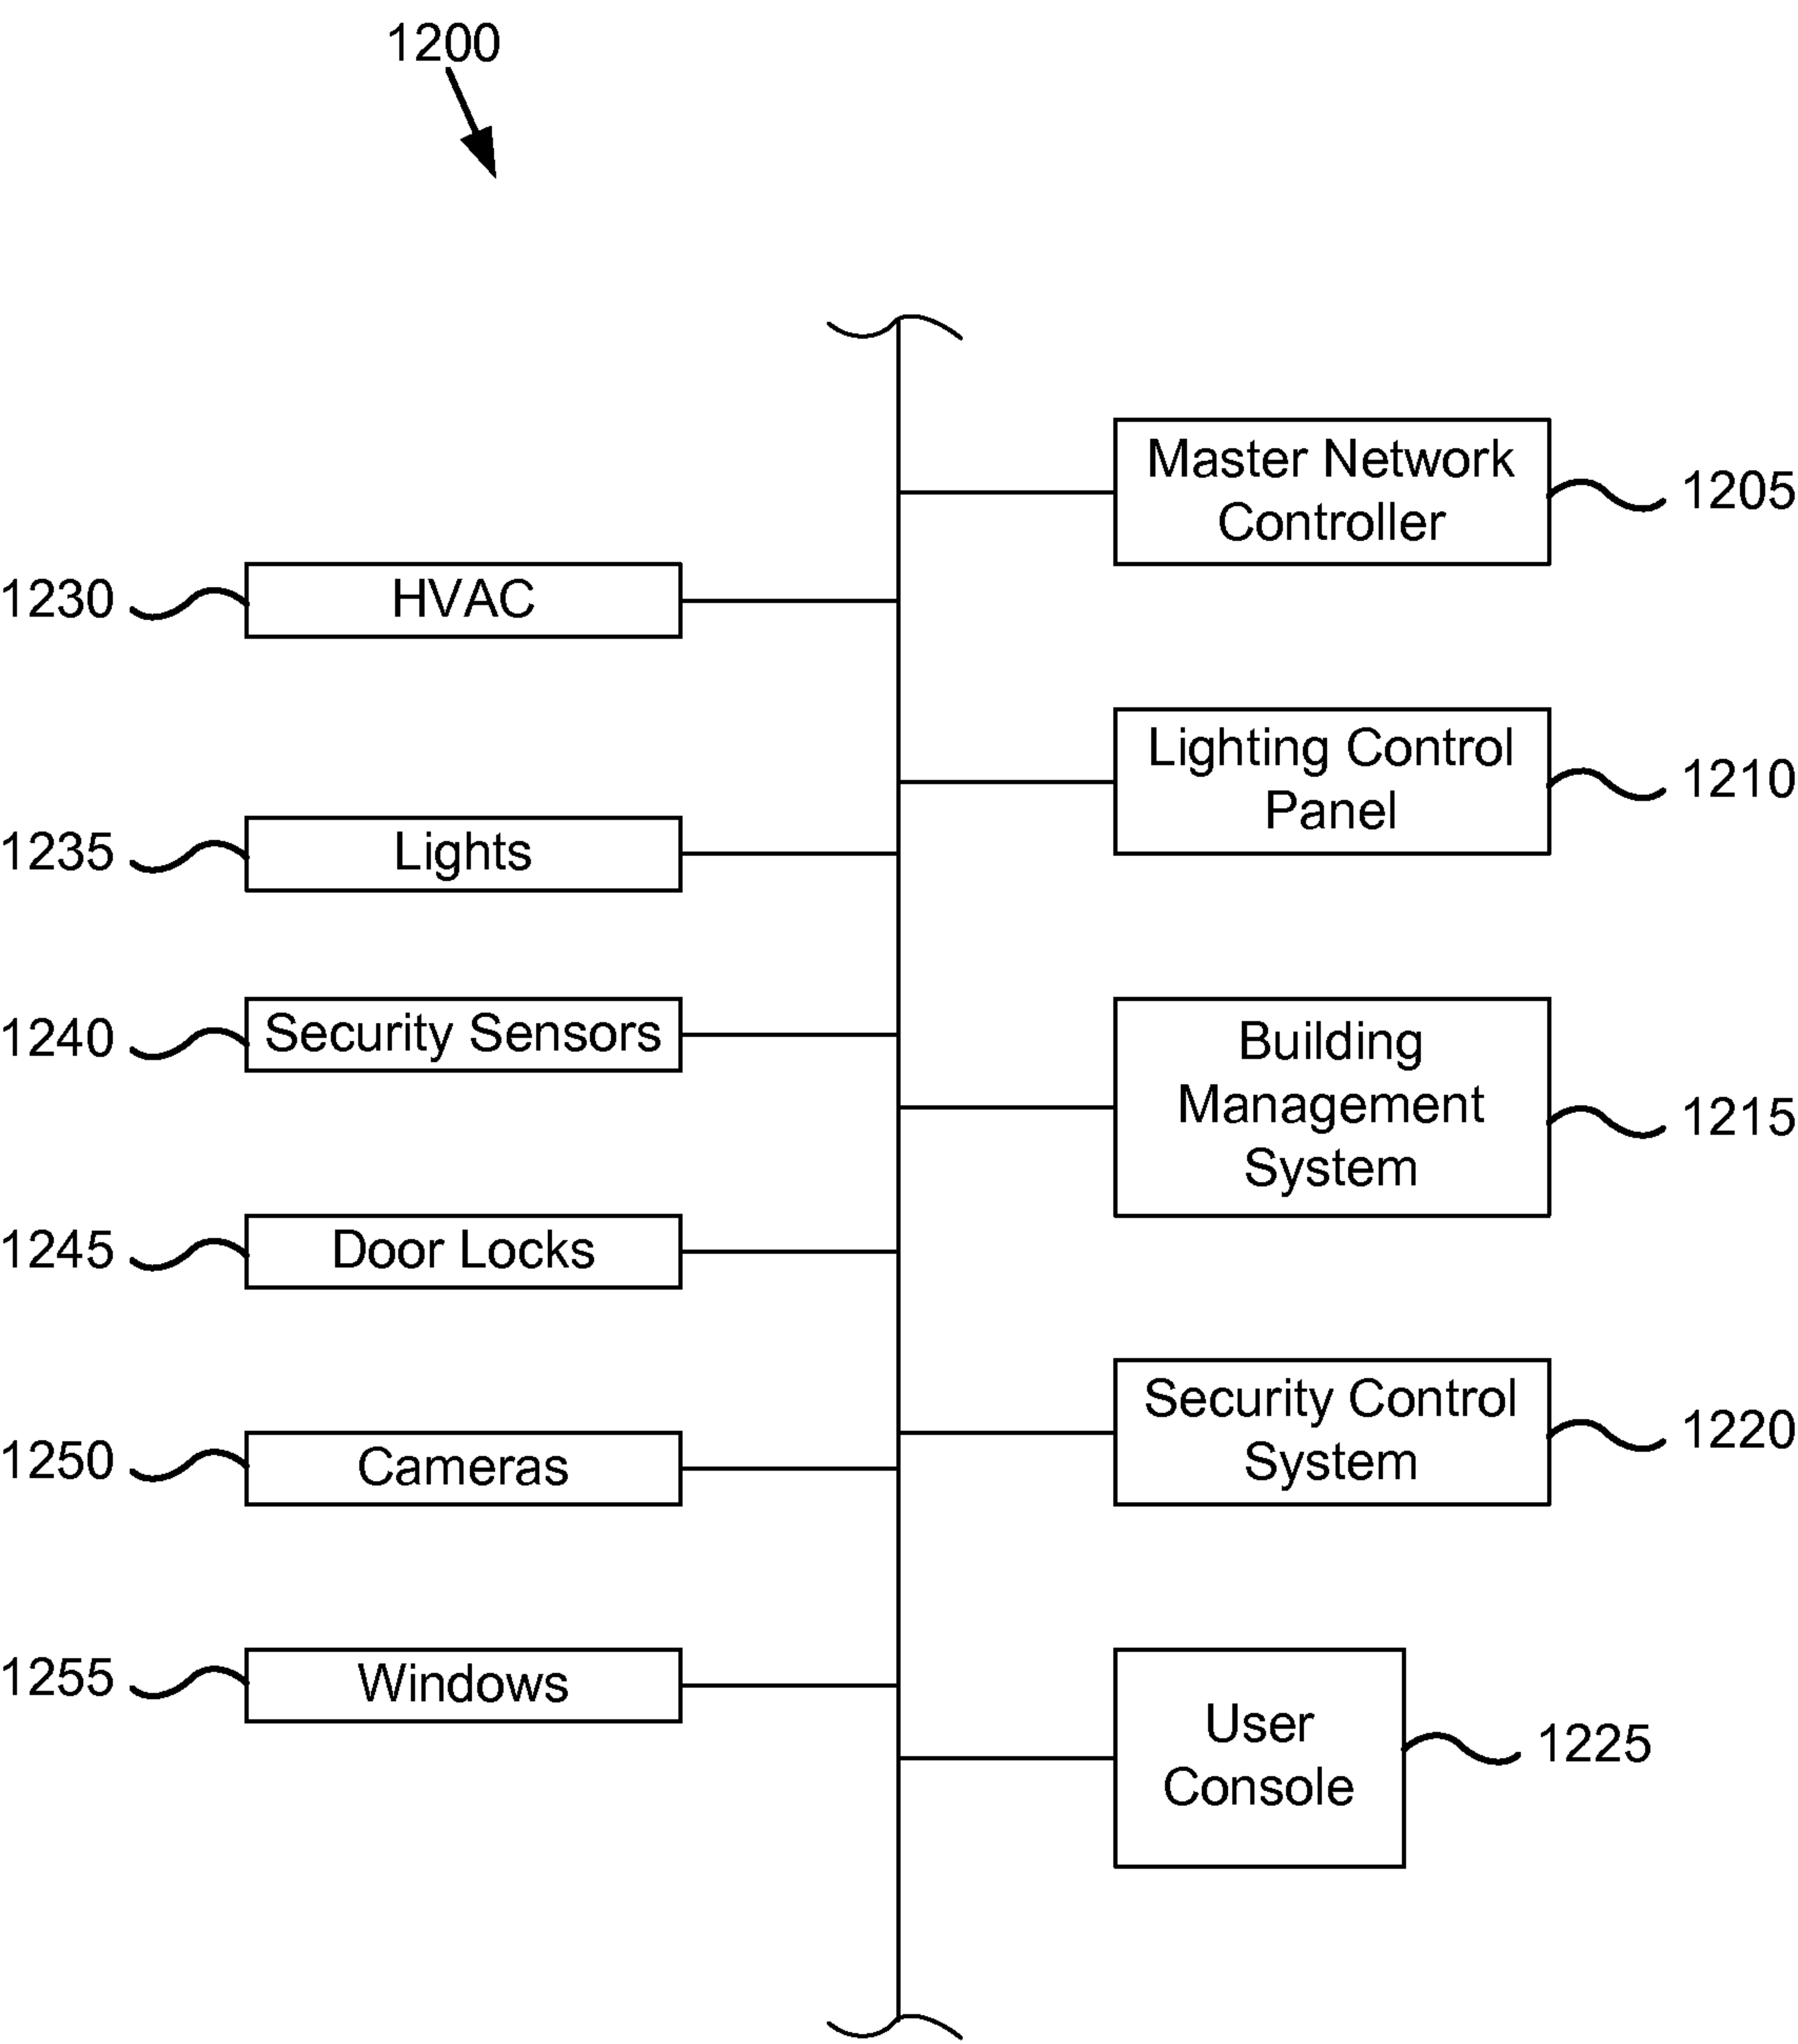 1200
Master Network
Controller
1205
1230
HVAC
Lighting Control
Panel
1210
1235
Lights
1240
Security Sensors
Building
Management
System
1215
1245
Door Locks
Security Control
System
1220
1250
Cameras
1255
Windows
User
Console
1225